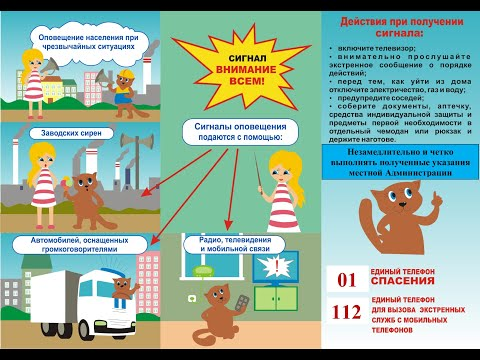 Оповещение населения при
чрезвычайных ситуациях
СИГНАЛ
ВНИМАНИЕ
ВСЕМ!
Сигналы оповещения
подаются с помощью:
Заводских сирен
Автомобилей, оснащенных
громкоговорителями
Радио, телевидения
и мобильной связи
!
Действия при получении
сигнала:
• включите телевизор;
• внимательно прослушайте
экстренное сообщение о порядке
действий;
• перед тем, как уйти из дома
отключите электричество, газ и воду;
• предупредите соседей;
• соберите документы, аптечку,
средства индивидуальной защиты и
предметы первой необходимости в
отдельный чемодан или рюкзак и
держите наготове.
Незамедлительно и четко
выполнять полученные указания
местной Администрации
01 ЕДИНЫЙ ТЕЛЕФОН
СПАСЕНИЯ
112 ЕДИНЫЙ ТЕЛЕФОН
ДЛЯ ВЫЗОВА ЭКСТРЕННЫХ
СЛУЖБ С МОБИЛЬНЫХ
ТЕЛЕФОНОВ